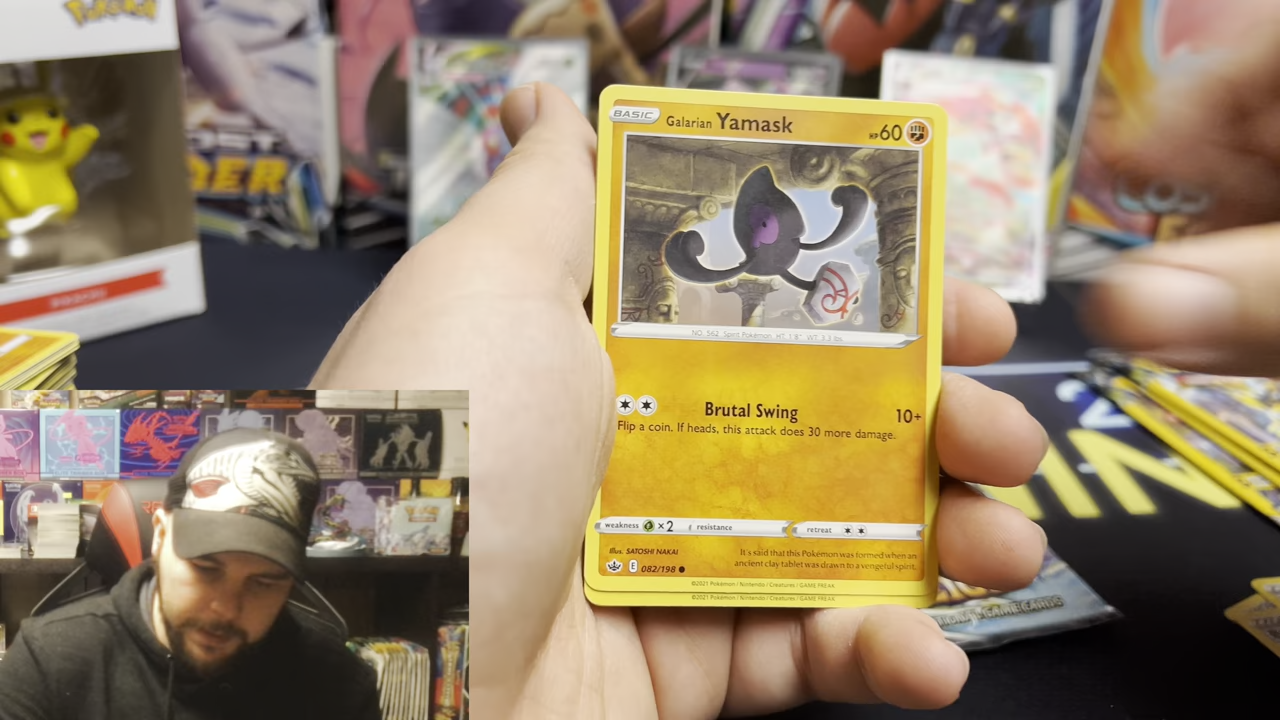 Pokémon
BASIC
Galarian Yamask
HP 60
NO. 562 Spirit Pokémon HT: 1'8" WT: 3.3 lbs.
Brutal Swing 10+
Flip a coin. If heads, this attack does 30 more damage.
weakness ×2 resistance retreat
Illus. SATOSHI NAKAI
It's said that this Pokémon was formed when an
ancient clay tablet was drawn to a vengeful spirit.
E 082/198
©2021 Pokémon / Nintendo / Creatures / GAME FREAK
©2021 Pokémon / Nintendo / Creatures / GAME FREAK